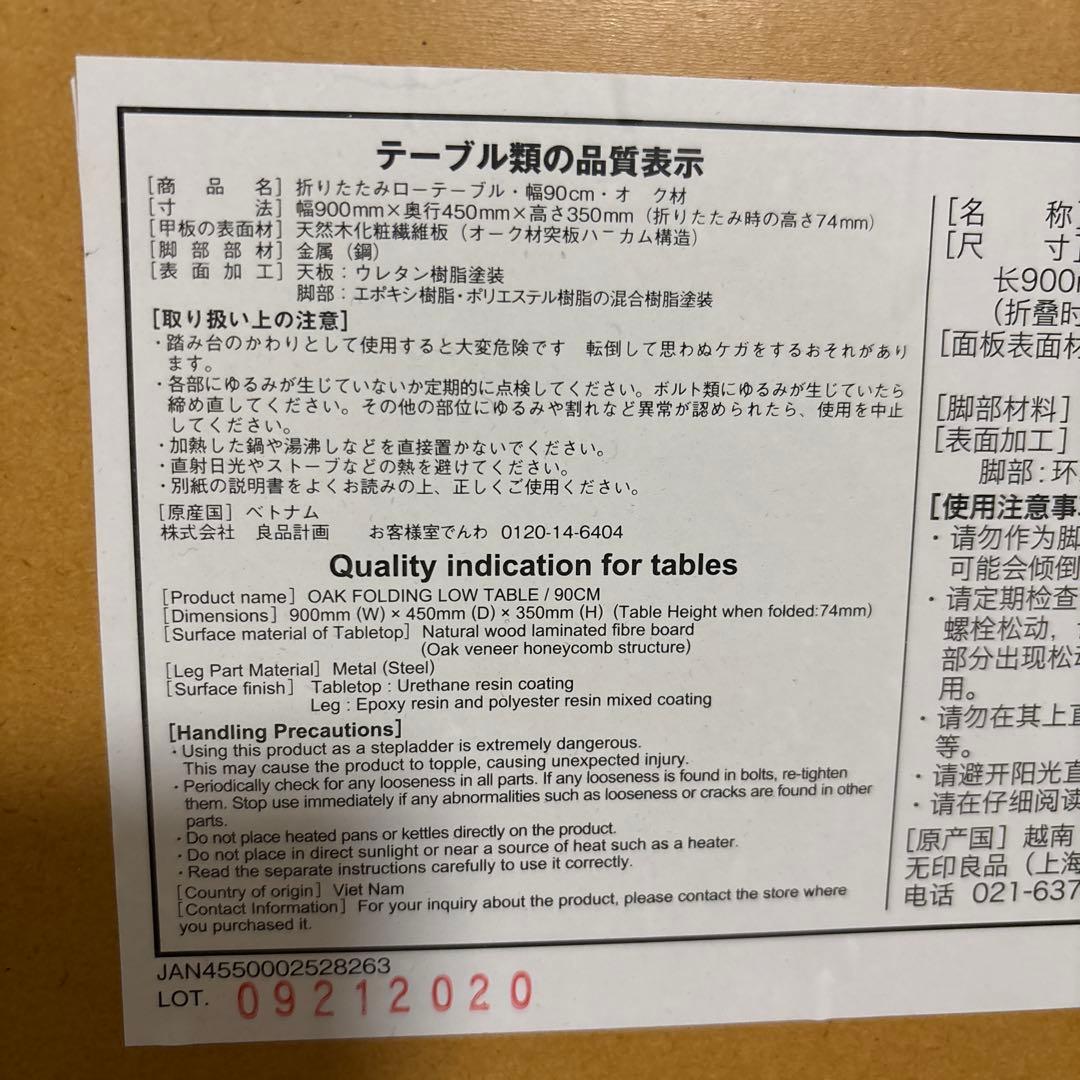 テーブル類の品質表示
[商 品 名] 折りたたみローテーブル・幅90cm・オ ク材
[寸 法] 幅900mm×奥行450mm×高さ350mm (折りたたみ時の高さ74mm)
[甲板の表面材] 天然木化粧繊維板 (オーク材突板ハニカム構造)
[脚 部 部 材] 金属 (鋼)
[表 面 加 工] 天板:ウレタン樹脂塗装
脚部:エポキシ樹脂・ポリエステル樹脂の混合樹脂塗装
[取り扱い上の注意]
・踏み台のかわりとして使用すると大変危険です 転倒して思わぬケガをするおそれがあり
ます。
・各部にゆるみが生じていないか定期的に点検してください。ボルト類にゆるみが生じていたら
締め直してください。その他の部位にゆるみや割れなど異常が認められたら、使用を中止
してください。
・加熱した鍋や湯沸しなどを直接置かないでください。
・直射日光やストーブなどの熱を避けてください。
・別紙の説明書をよくお読みの上、正しくご使用ください。
[原産国] ベトナム
株式会社 良品計画 お客様室でんわ 0120-14-6404
Quality indication for tables
[Product name] OAK FOLDING LOW TABLE / 90CM
[Dimensions] 900mm (W) × 450mm (D) × 350mm (H) (Table Height when folded:74mm)
[Surface material of Tabletop] Natural wood laminated fibre board
(Oak veneer honeycomb structure)
[Leg Part Material] Metal (Steel)
[Surface finish] Tabletop : Urethane resin coating
Leg : Epoxy resin and polyester resin mixed coating
[Handling Precautions]
・Using this product as a stepladder is extremely dangerous.
This may cause the product to topple, causing unexpected injury.
・Periodically check for any looseness in all parts. If any looseness is found in bolts, re-tighten
them. Stop use immediately if any abnormalities such as looseness or cracks are found in other
parts.
・Do not place heated pans or kettles directly on the product.
・Do not place in direct sunlight or near a source of heat such as a heater.
・Read the separate instructions carefully to use it correctly.
[Country of origin] Viet Nam
[Contact Information] For your inquiry about the product, please contact the store where
you purchased it.
JAN4550002528263
LOT. 09212020
[名 称]
[尺 寸]
长900
(折叠时
[面板表面材
[脚部材料]
[表面加工]
脚部:环
[使用注意事
・请勿作为脚
可能会倾倒
・请定期检查
螺栓松动,
部分出现松动
用。
・请勿在其上直
等。
・请避开阳光直
・请在仔细阅读
[原产国] 越南
无印良品 (上海
电话 021-637